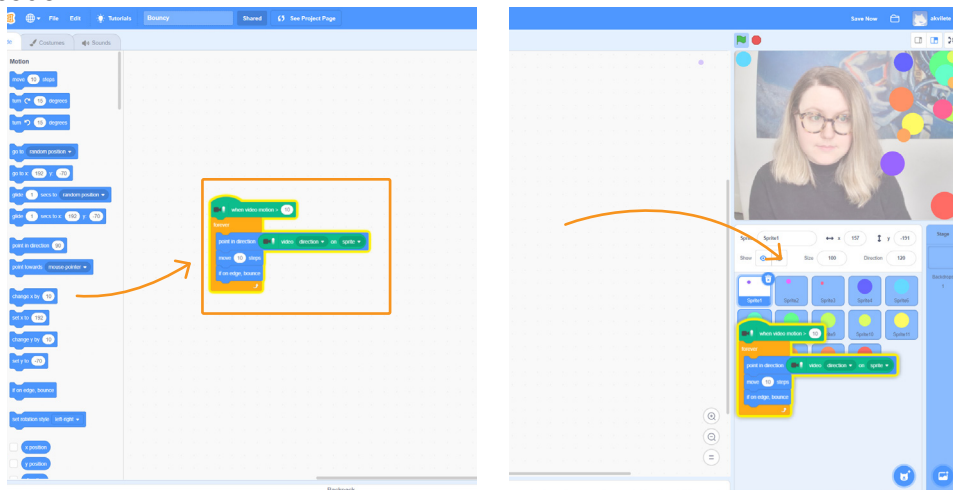 File Edit Tutorials Bouncy Shared See Project Page
Costumes Sounds
Motion
move 10 steps
turn 15 degrees
turn 15 degrees
go to random position
go to x: 192 y: -70
glide 1 secs to random position
glide 1 secs to x: 192 y: -70
point in direction 90
point towards mouse-pointer
change x by 10
set x to 192
change y by 10
set y to -70
if on edge, bounce
set rotation style left-right
x position
y position
when video motion > 10
forever
point in direction video direction on sprite
move 10 steps
if on edge, bounce
Save Now akvilele
Sprite Sprite1 x 157 y -151
Show Size 100 Direction 120
Stage
Sprite1 Sprite2 Sprite3 Sprite4 Sprite6
Sprite10 Sprite11
when video motion > 10
forever
point in direction video direction on sprite
move 10 steps
if on edge, bounce